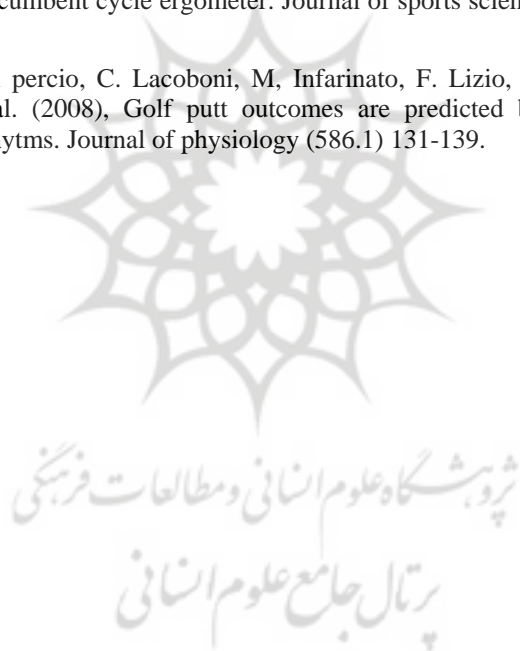 cumbent cycle ergometer. Journal of sports scien
percio, C. Lacoboni, M, Infarinato, F. Lizio,
al. (2008), Golf putt outcomes are predicted
ytms. Journal of physiology (586.1) 131-139.
پژوهشگاه علوم انسانی و مطالعات فرهنگی
پرتال جامع علوم انسانی